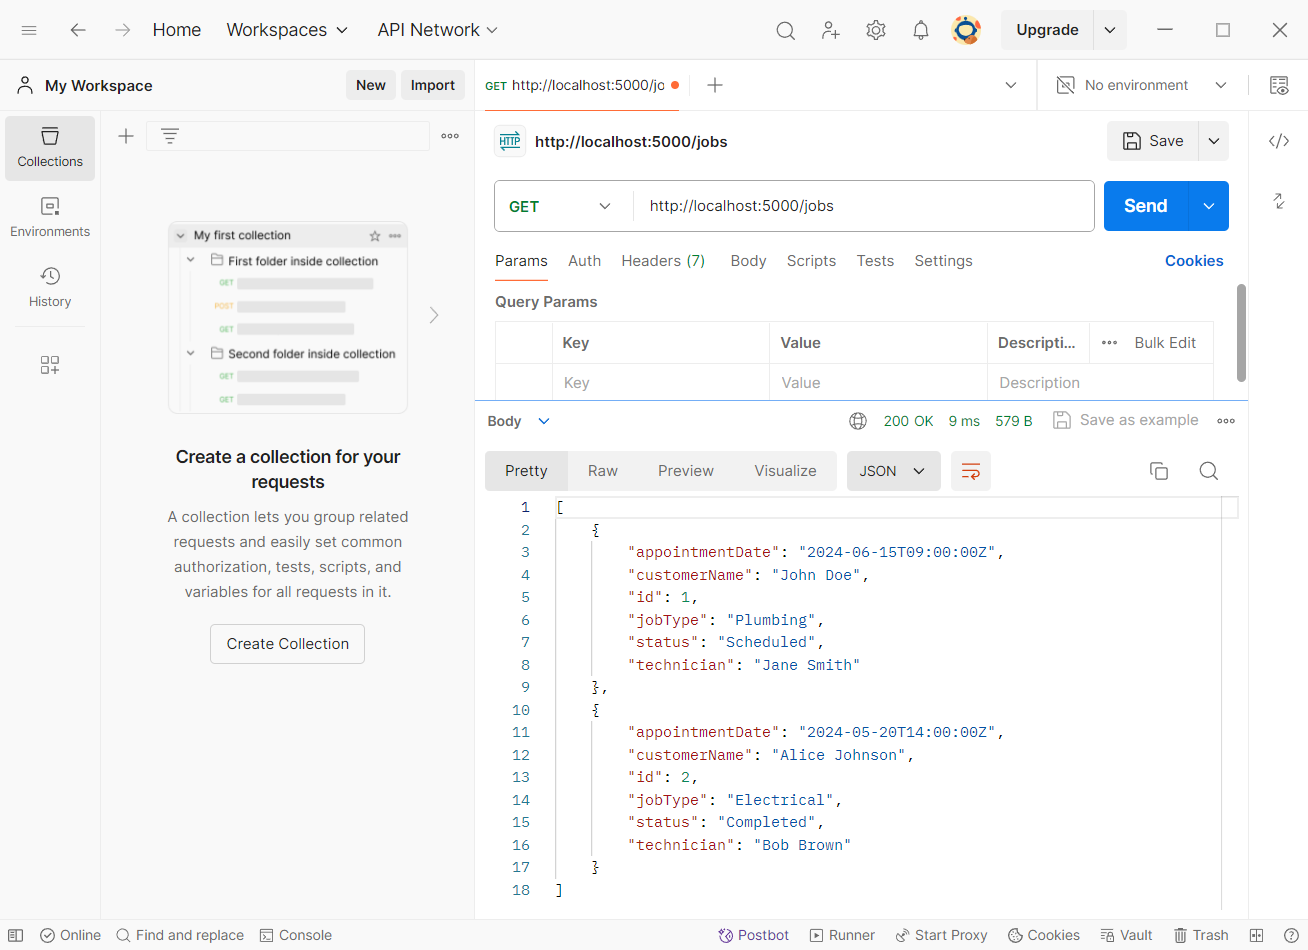 Home
Workspaces
API Network
Upgrade
My Workspace
New
Import
GET http://localhost:5000/jo
No environment
Collections
Environments
History
My first collection
First folder inside collection
GET
POST
GET
Second folder inside collection
GET
GET
Create a collection for your
requests
A collection lets you group related
requests and easily set common
authorization, tests, scripts, and
variables for all requests in it.
Create Collection
HTTP http://localhost:5000/jobs
Save
GET http://localhost:5000/jobs
Send
Params Auth Headers (7) Body Scripts Tests Settings Cookies
Query Params
Key Value Descripti... Bulk Edit
Key Value Description
Body 200 OK 9 ms 579 B Save as example
Pretty Raw Preview Visualize JSON
1 [
2 {
3 "appointmentDate": "2024-06-15T09:00:00Z",
4 "customerName": "John Doe",
5 "id": 1,
6 "jobType": "Plumbing",
7 "status": "Scheduled",
8 "technician": "Jane Smith"
9 },
10 {
11 "appointmentDate": "2024-05-20T14:00:00Z",
12 "customerName": "Alice Johnson",
13 "id": 2,
14 "jobType": "Electrical",
15 "status": "Completed",
16 "technician": "Bob Brown"
17 }
18 ]
Online Find and replace Console Postbot Runner Start Proxy Cookies Vault Trash